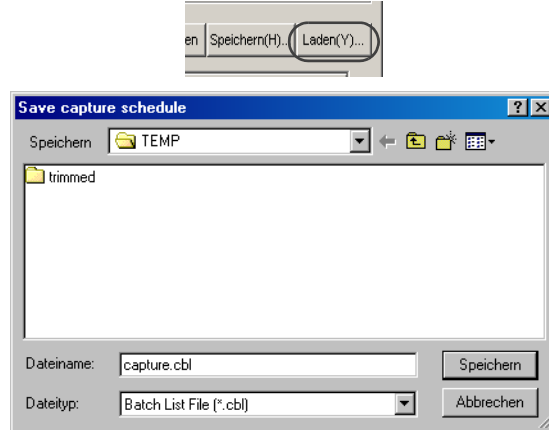 en Speichern(H)... Laden(Y)...
Save capture schedule
Speichern TEMP
trimmed
Dateiname: capture.cbl Speichern
Dateityp: Batch List File (*.cbl) Abbrechen